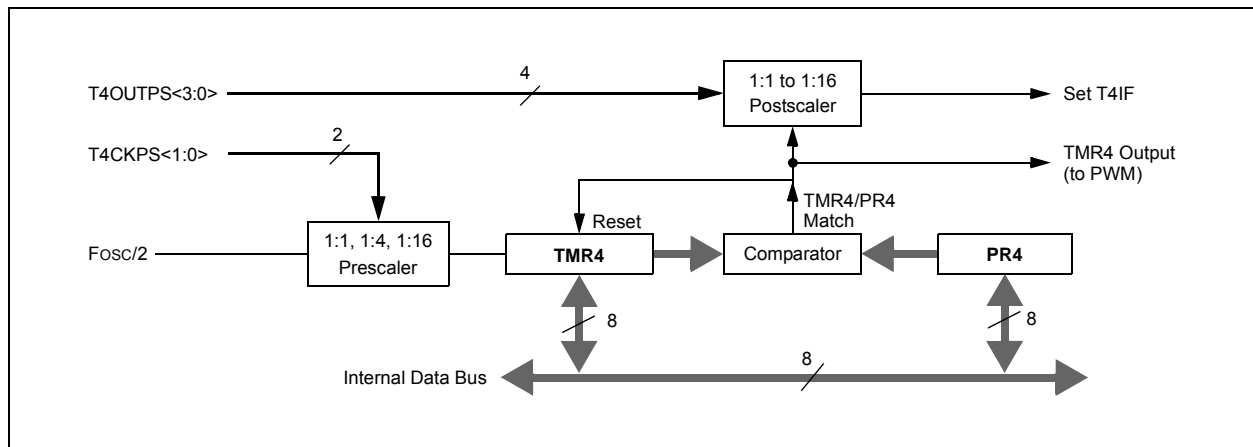 T4OUTPS<3:0>
4
1:1 to 1:16
Postscaler
Set T4IF
T4CKPS<1:0>
2
TMR4 Output
(to PWM)
TMR4/PR4
Match
Reset
FOSC/2
1:1, 1:4, 1:16
Prescaler
TMR4
Comparator
PR4
8
8
8
Internal Data Bus